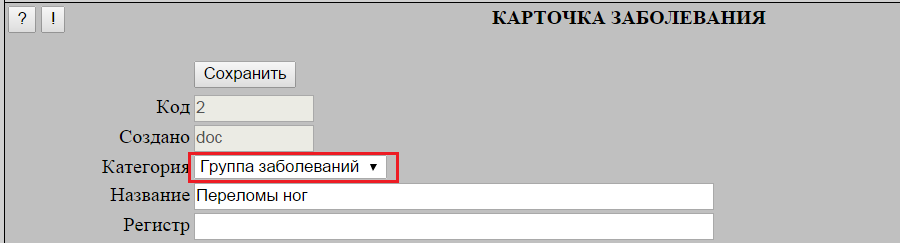 ? ! КАРТОЧКА ЗАБОЛЕВАНИЯ
Сохранить
Код 2
Создано doc
Категория Группа заболеваний
Название Переломы ног
Регистр